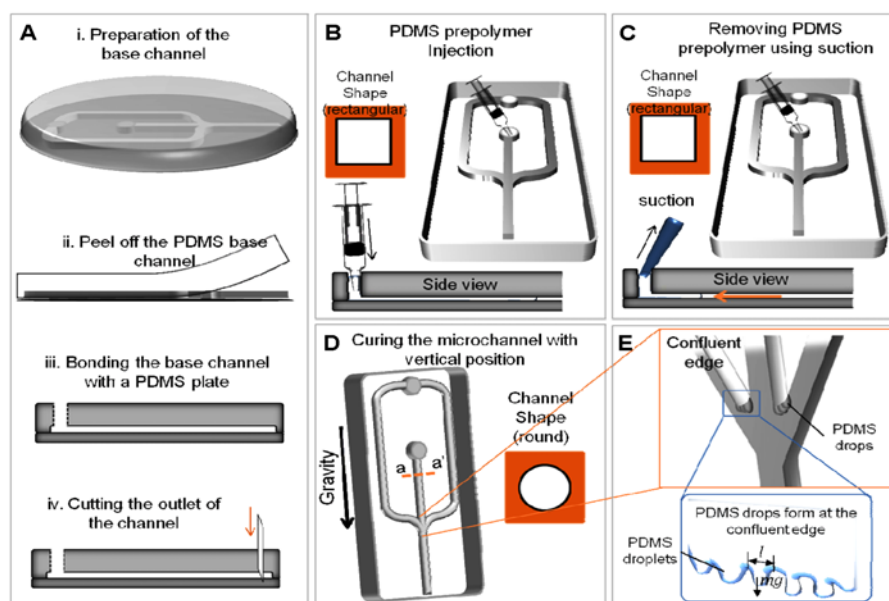 A
i. Preparation of the
base channel
ii. Peel off the PDMS base
channel
iii. Bonding the base channel
with a PDMS plate
iv. Cutting the outlet of
the channel
B
PDMS prepolymer
Injection
Channel
Shape
(rectangular)
Side view
C
Removing PDMS
prepolymer using suction
Channel
Shape
(rectangular)
suction
Side view
D
Curing the microchannel with
vertical position
Gravity
a a'
Channel
Shape
(round)
E
Confluent
edge
PDMS
drops
PDMS drops form at the
confluent edge
PDMS
droplets
l
mg